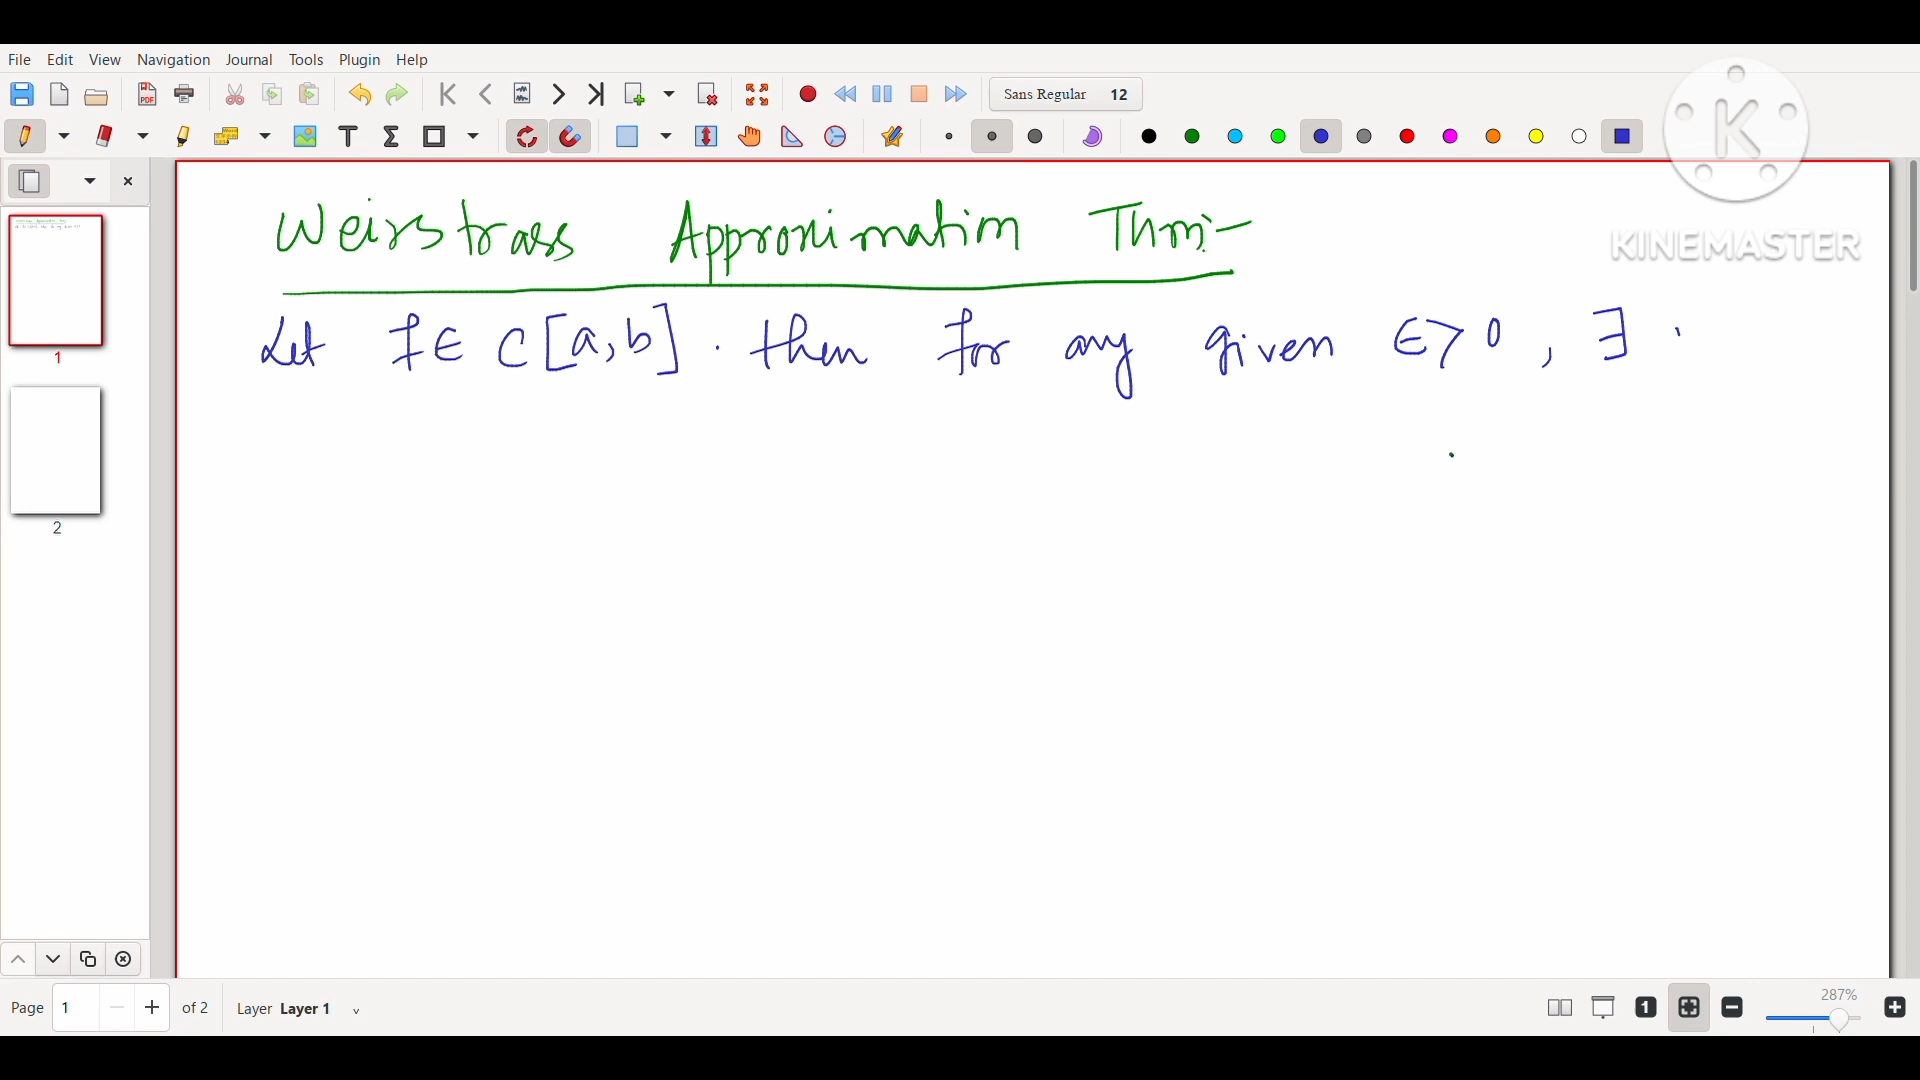 File Edit View Navigation Journal Tools Plugin Help
Sans Regular 12
K
KINEMASTER
Weirstrass Approximation Thm:-
Let f ∈ C[a,b]. then for any given ∈>0, ∃
1
2
Page 1 of 2 Layer Layer 1
287%